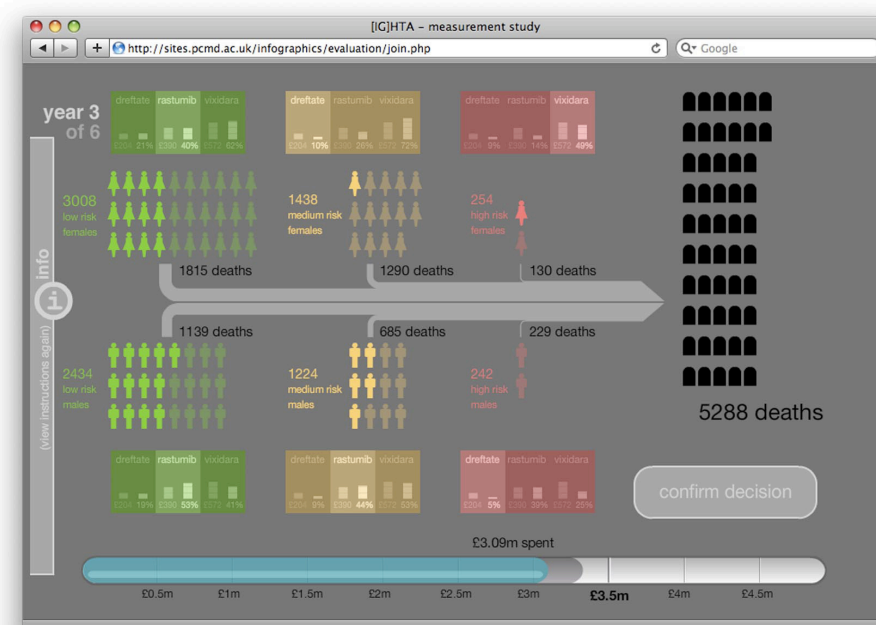 [IG]HTA – measurement study
http://sites.pcmd.ac.uk/infographics/evaluation/join.php
Google
year 3
of 6
dreftate rastumib vixidara
£204 21% £390 40% £572 62%
dreftate rastumib vixidara
£204 10% £390 26% £572 72%
dreftate rastumib vixidara
£204 9% £390 14% £572 49%
3008
low risk
females
1438
medium risk
females
254
high risk
females
1815 deaths
1290 deaths
130 deaths
info
i
(view instructions again)
1139 deaths
685 deaths
229 deaths
2434
low risk
males
1224
medium risk
males
242
high risk
males
5288 deaths
dreftate rastumib vixidara
£204 19% £390 53% £572 41%
dreftate rastumib vixidara
£204 9% £390 44% £572 53%
dreftate rastumib vixidara
£204 5% £390 39% £572 25%
confirm decision
£3.09m spent
£0.5m £1m £1.5m £2m £2.5m £3m £3.5m £4m £4.5m